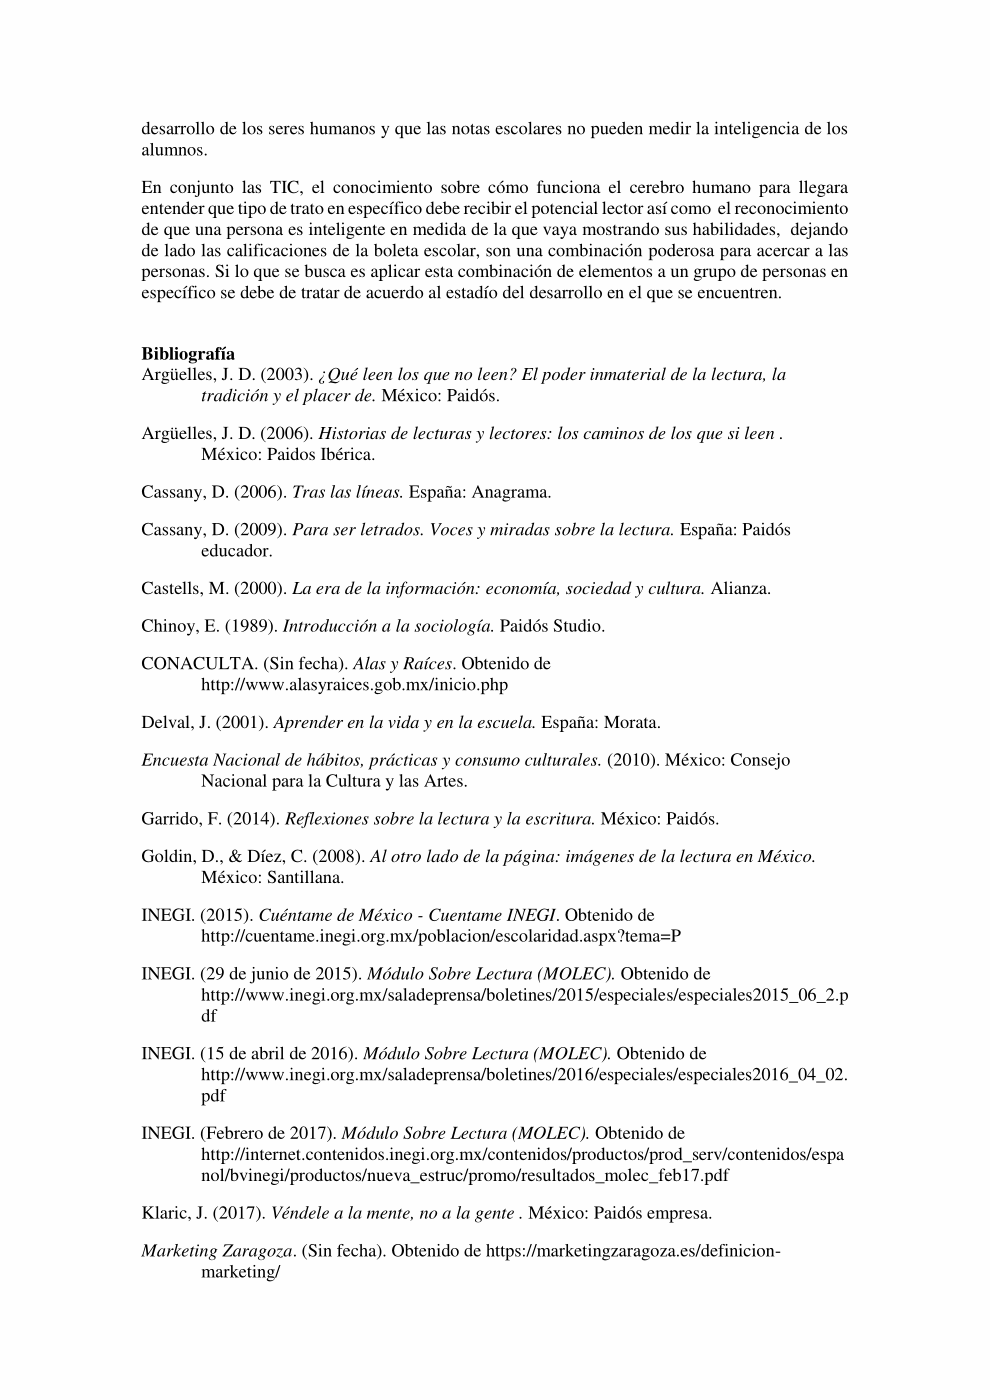 desarrollo de los seres humanos y que las notas escolares no pueden medir la inteligencia de los
alumnos.
En conjunto las TIC, el conocimiento sobre cómo funciona el cerebro humano para llegara
entender que tipo de trato en específico debe recibir el potencial lector así como el reconocimiento
de que una persona es inteligente en medida de la que vaya mostrando sus habilidades, dejando
de lado las calificaciones de la boleta escolar, son una combinación poderosa para acercar a las
personas. Si lo que se busca es aplicar esta combinación de elementos a un grupo de personas en
específico se debe de tratar de acuerdo al estadío del desarrollo en el que se encuentren.
Bibliografía
Argüelles, J. D. (2003). ¿Qué leen los que no leen? El poder inmaterial de la lectura, la
tradición y el placer de. México: Paidós.
Argüelles, J. D. (2006). Historias de lecturas y lectores: los caminos de los que si leen .
México: Paidos Ibérica.
Cassany, D. (2006). Tras las líneas. España: Anagrama.
Cassany, D. (2009). Para ser letrados. Voces y miradas sobre la lectura. España: Paidós
educador.
Castells, M. (2000). La era de la información: economía, sociedad y cultura. Alianza.
Chinoy, E. (1989). Introducción a la sociología. Paidós Studio.
CONACULTA. (Sin fecha). Alas y Raíces. Obtenido de
http://www.alasyraices.gob.mx/inicio.php
Delval, J. (2001). Aprender en la vida y en la escuela. España: Morata.
Encuesta Nacional de hábitos, prácticas y consumo culturales. (2010). México: Consejo
Nacional para la Cultura y las Artes.
Garrido, F. (2014). Reflexiones sobre la lectura y la escritura. México: Paidós.
Goldin, D., & Díez, C. (2008). Al otro lado de la página: imágenes de la lectura en México.
México: Santillana.
INEGI. (2015). Cuéntame de México - Cuentame INEGI. Obtenido de
http://cuentame.inegi.org.mx/poblacion/escolaridad.aspx?tema=P
INEGI. (29 de junio de 2015). Módulo Sobre Lectura (MOLEC). Obtenido de
http://www.inegi.org.mx/saladeprensa/boletines/2015/especiales/especiales2015_06_2.p
df
INEGI. (15 de abril de 2016). Módulo Sobre Lectura (MOLEC). Obtenido de
http://www.inegi.org.mx/saladeprensa/boletines/2016/especiales/especiales2016_04_02.
pdf
INEGI. (Febrero de 2017). Módulo Sobre Lectura (MOLEC). Obtenido de
http://internet.contenidos.inegi.org.mx/contenidos/productos/prod_serv/contenidos/espa
nol/bvinegi/productos/nueva_estruc/promo/resultados_molec_feb17.pdf
Klaric, J. (2017). Véndele a la mente, no a la gente . México: Paidós empresa.
Marketing Zaragoza. (Sin fecha). Obtenido de https://marketingzaragoza.es/definicion-
marketing/